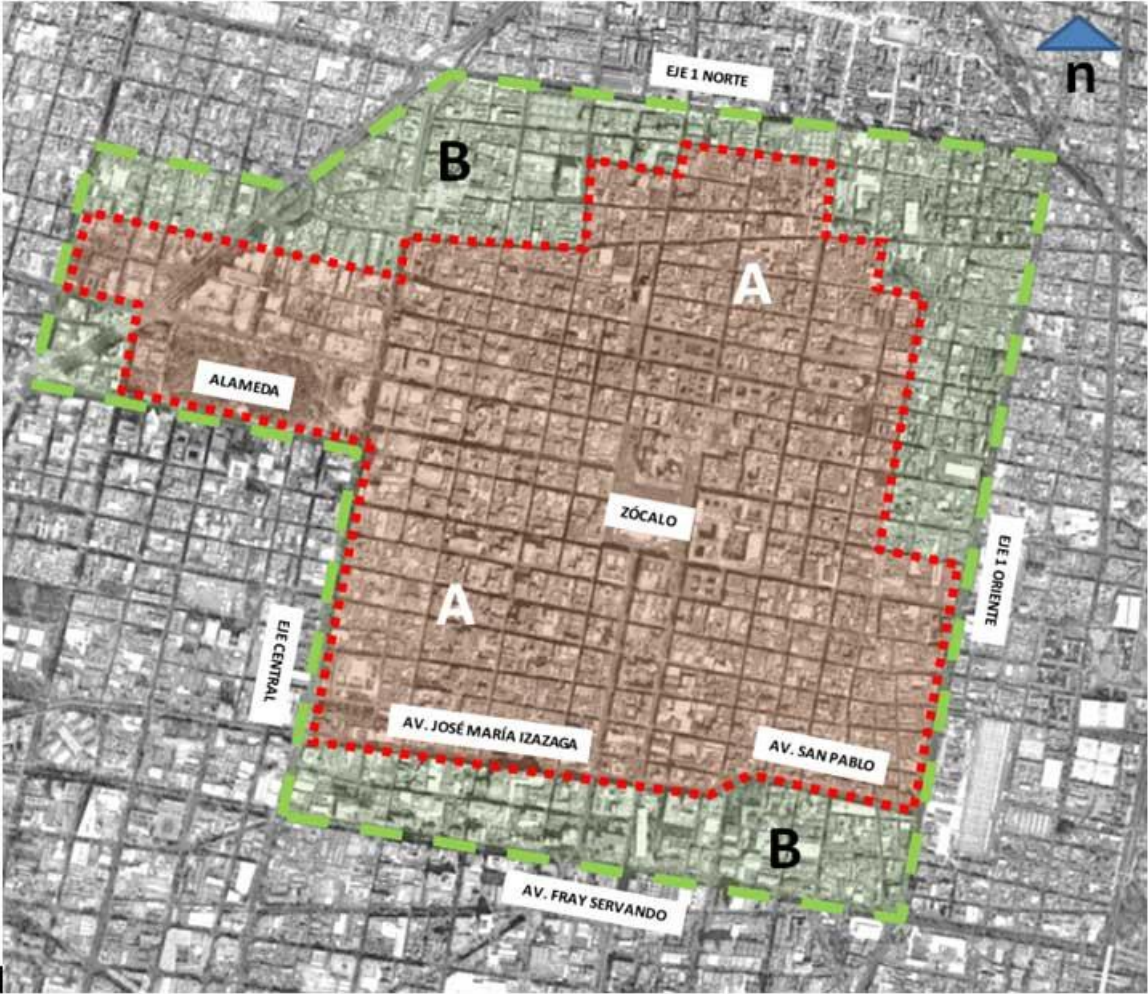 EJE 1 NORTE
n
B
A
ALAMEDA
ZÓCALO
EJE 1 ORIENTE
A
EJE CENTRAL
AV. JOSÉ MARÍA IZAZAGA
AV. SAN PABLO
B
AV. FRAY SERVANDO